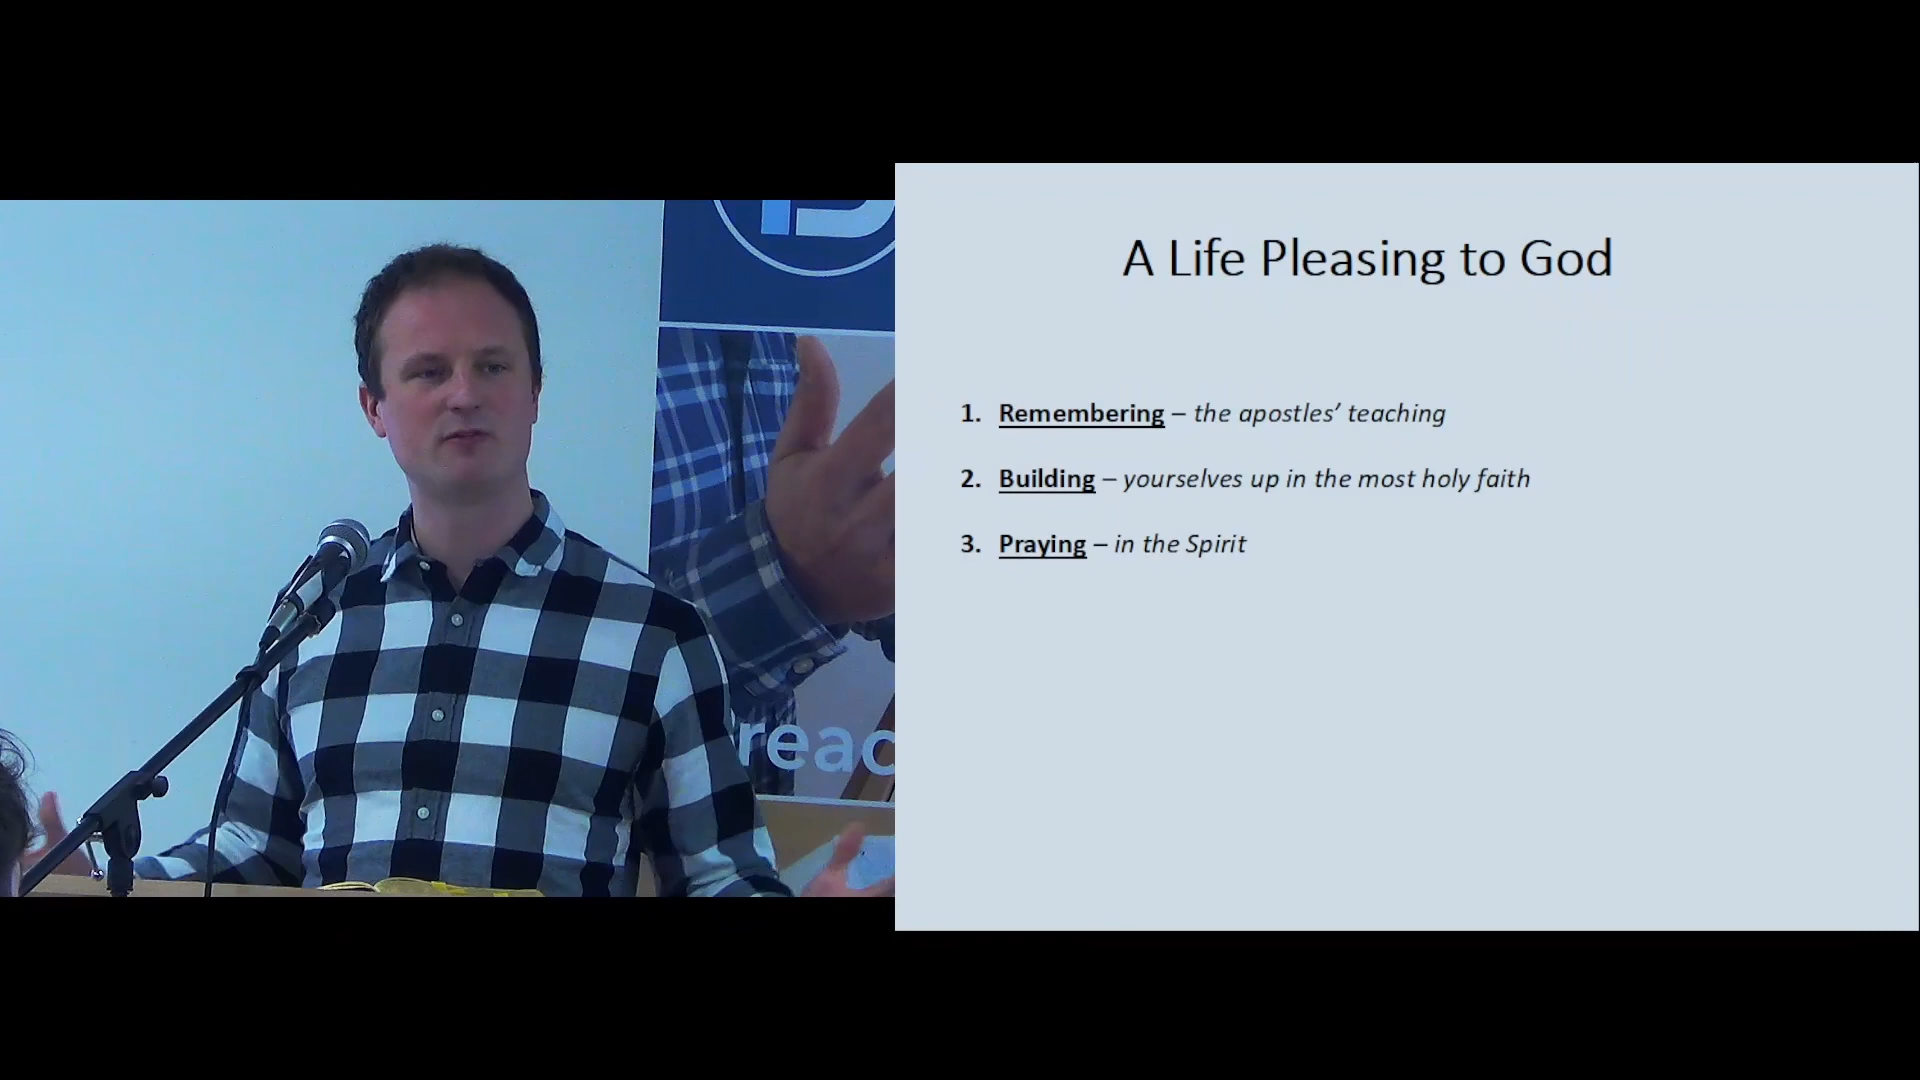 reac
A Life Pleasing to God
1. Remembering – the apostles’ teaching
2. Building – yourselves up in the most holy faith
3. Praying – in the Spirit